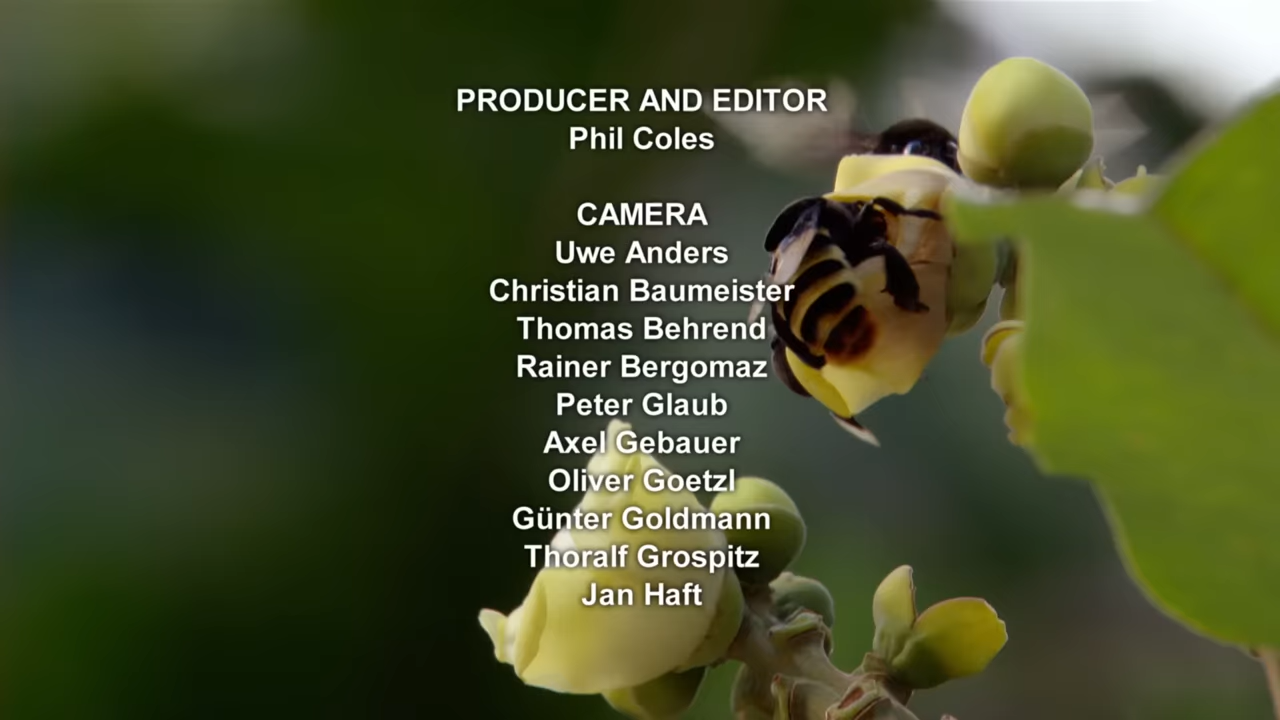 PRODUCER AND EDITOR
Phil Coles
CAMERA
Uwe Anders
Christian Baumeister
Thomas Behrend
Rainer Bergomaz
Peter Glaub
Axel Gebauer
Oliver Goetzl
Günter Goldmann
Thoralf Grospitz
Jan Haft